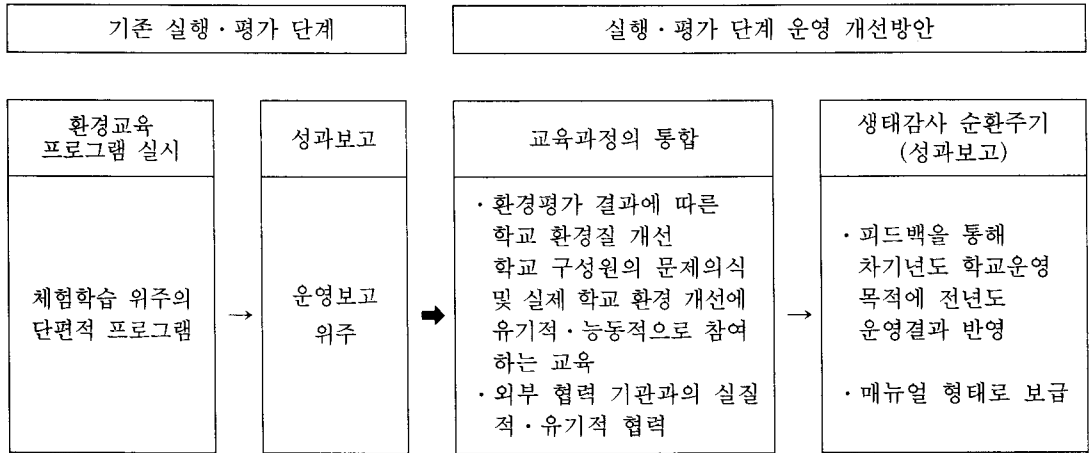 기존 실행·평가 단계
실행·평가 단계 운영 개선방안
환경교육
프로그램 실시
체험학습 위주의
단편적 프로그램
→
성과보고
운영보고
위주
➡
교육과정의 통합
·환경평가 결과에 따른
학교 환경질 개선
학교 구성원의 문제의식
및 실제 학교 환경 개선에
유기적·능동적으로 참여
하는 교육
·외부 협력 기관과의 실질
적·유기적 협력
→
생태감사 순환주기
(성과보고)
·피드백을 통해
차기년도 학교운영
목적에 전년도
운영결과 반영
·매뉴얼 형태로 보급